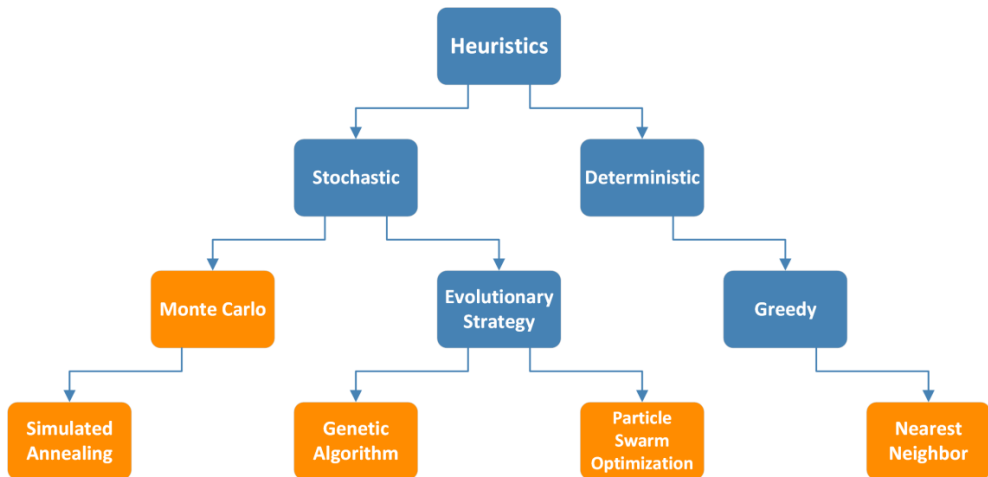 Heuristics
Stochastic
Deterministic
Monte Carlo
Evolutionary
Strategy
Greedy
Simulated
Annealing
Genetic
Algorithm
Particle
Swarm
Optimization
Nearest
Neighbor